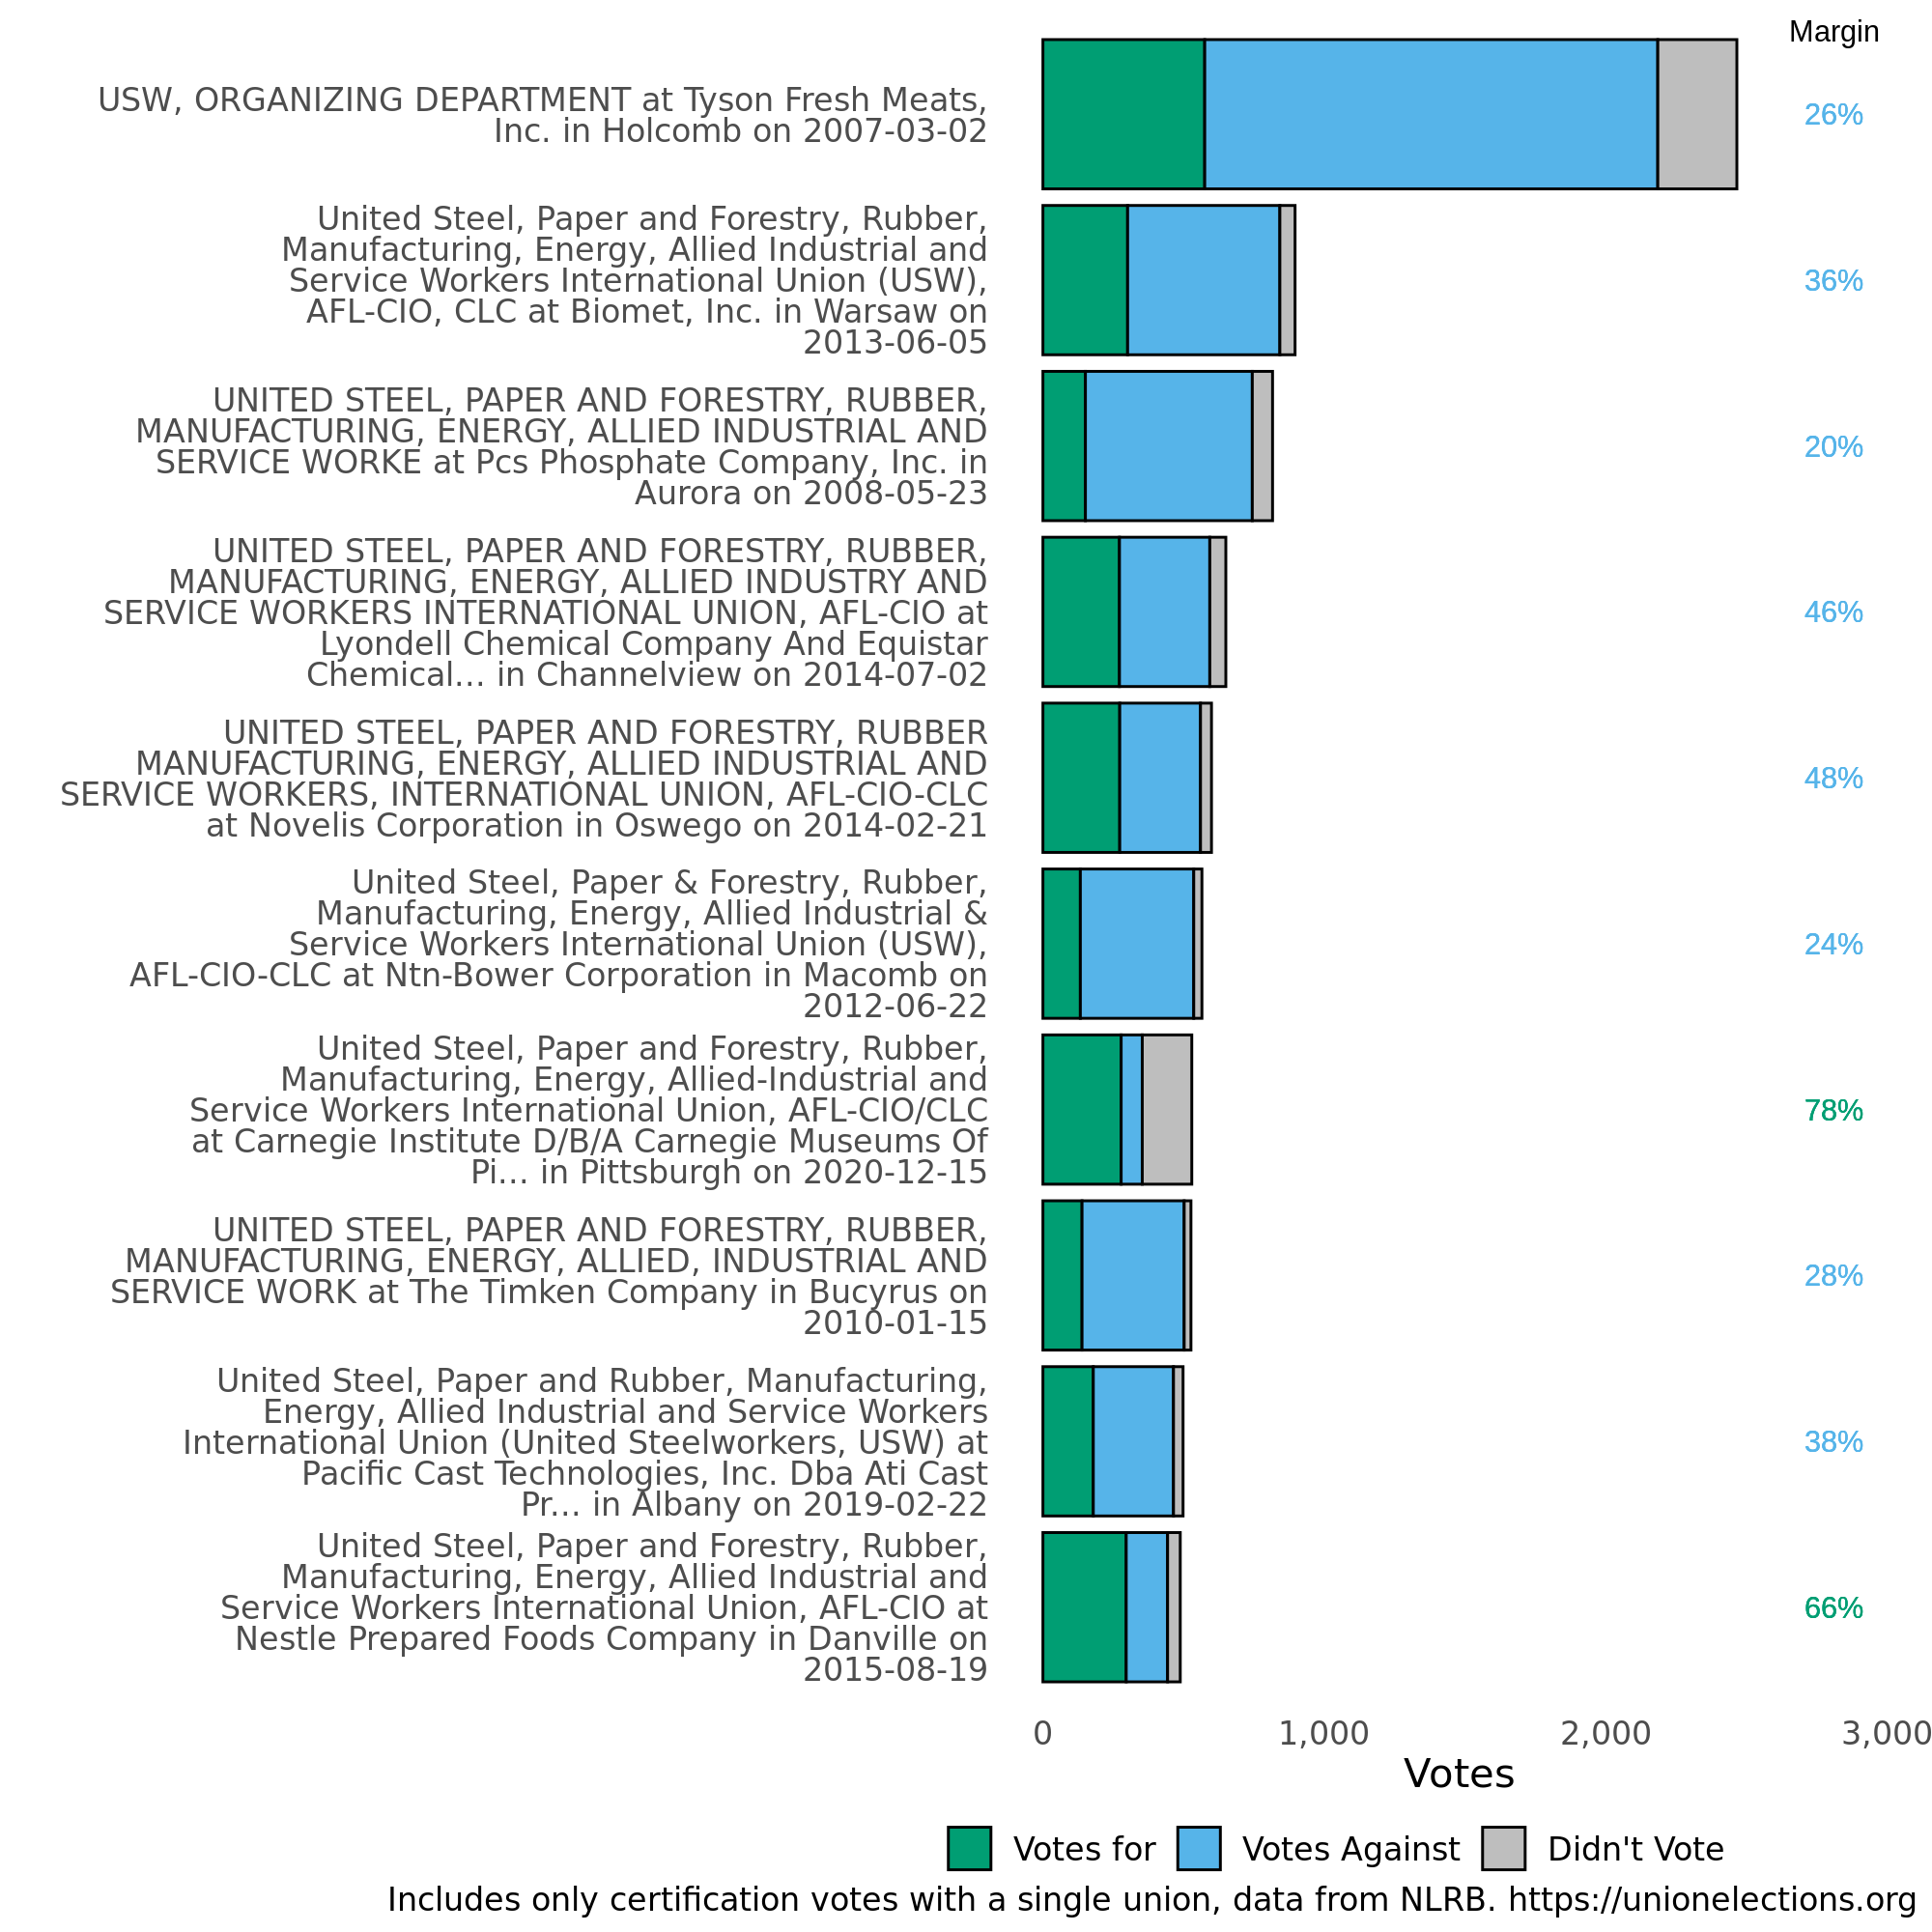 Margin
USW, ORGANIZING DEPARTMENT at Tyson Fresh Meats,
Inc. in Holcomb on 2007-03-02
26%
United Steel, Paper and Forestry, Rubber,
Manufacturing, Energy, Allied Industrial and
Service Workers International Union (USW),
AFL-CIO, CLC at Biomet, Inc. in Warsaw on
2013-06-05
36%
UNITED STEEL, PAPER AND FORESTRY, RUBBER,
MANUFACTURING, ENERGY, ALLIED INDUSTRIAL AND
SERVICE WORKE at Pcs Phosphate Company, Inc. in
Aurora on 2008-05-23
20%
UNITED STEEL, PAPER AND FORESTRY, RUBBER,
MANUFACTURING, ENERGY, ALLIED INDUSTRY AND
SERVICE WORKERS INTERNATIONAL UNION, AFL-CIO at
Lyondell Chemical Company And Equistar
Chemical... in Channelview on 2014-07-02
46%
UNITED STEEL, PAPER AND FORESTRY, RUBBER
MANUFACTURING, ENERGY, ALLIED INDUSTRIAL AND
SERVICE WORKERS, INTERNATIONAL UNION, AFL-CIO-CLC
at Novelis Corporation in Oswego on 2014-02-21
48%
United Steel, Paper & Forestry, Rubber,
Manufacturing, Energy, Allied Industrial &
Service Workers International Union (USW),
AFL-CIO-CLC at Ntn-Bower Corporation in Macomb on
2012-06-22
24%
United Steel, Paper and Forestry, Rubber,
Manufacturing, Energy, Allied-Industrial and
Service Workers International Union, AFL-CIO/CLC
at Carnegie Institute D/B/A Carnegie Museums Of
Pi... in Pittsburgh on 2020-12-15
78%
UNITED STEEL, PAPER AND FORESTRY, RUBBER,
MANUFACTURING, ENERGY, ALLIED, INDUSTRIAL AND
SERVICE WORK at The Timken Company in Bucyrus on
2010-01-15
28%
United Steel, Paper and Rubber, Manufacturing,
Energy, Allied Industrial and Service Workers
International Union (United Steelworkers, USW) at
Pacific Cast Technologies, Inc. Dba Ati Cast
Pr... in Albany on 2019-02-22
38%
United Steel, Paper and Forestry, Rubber,
Manufacturing, Energy, Allied Industrial and
Service Workers International Union, AFL-CIO at
Nestle Prepared Foods Company in Danville on
2015-08-19
66%
0 1,000 2,000 3,000
Votes
Votes for Votes Against Didn't Vote
Includes only certification votes with a single union, data from NLRB. https://unionelections.org